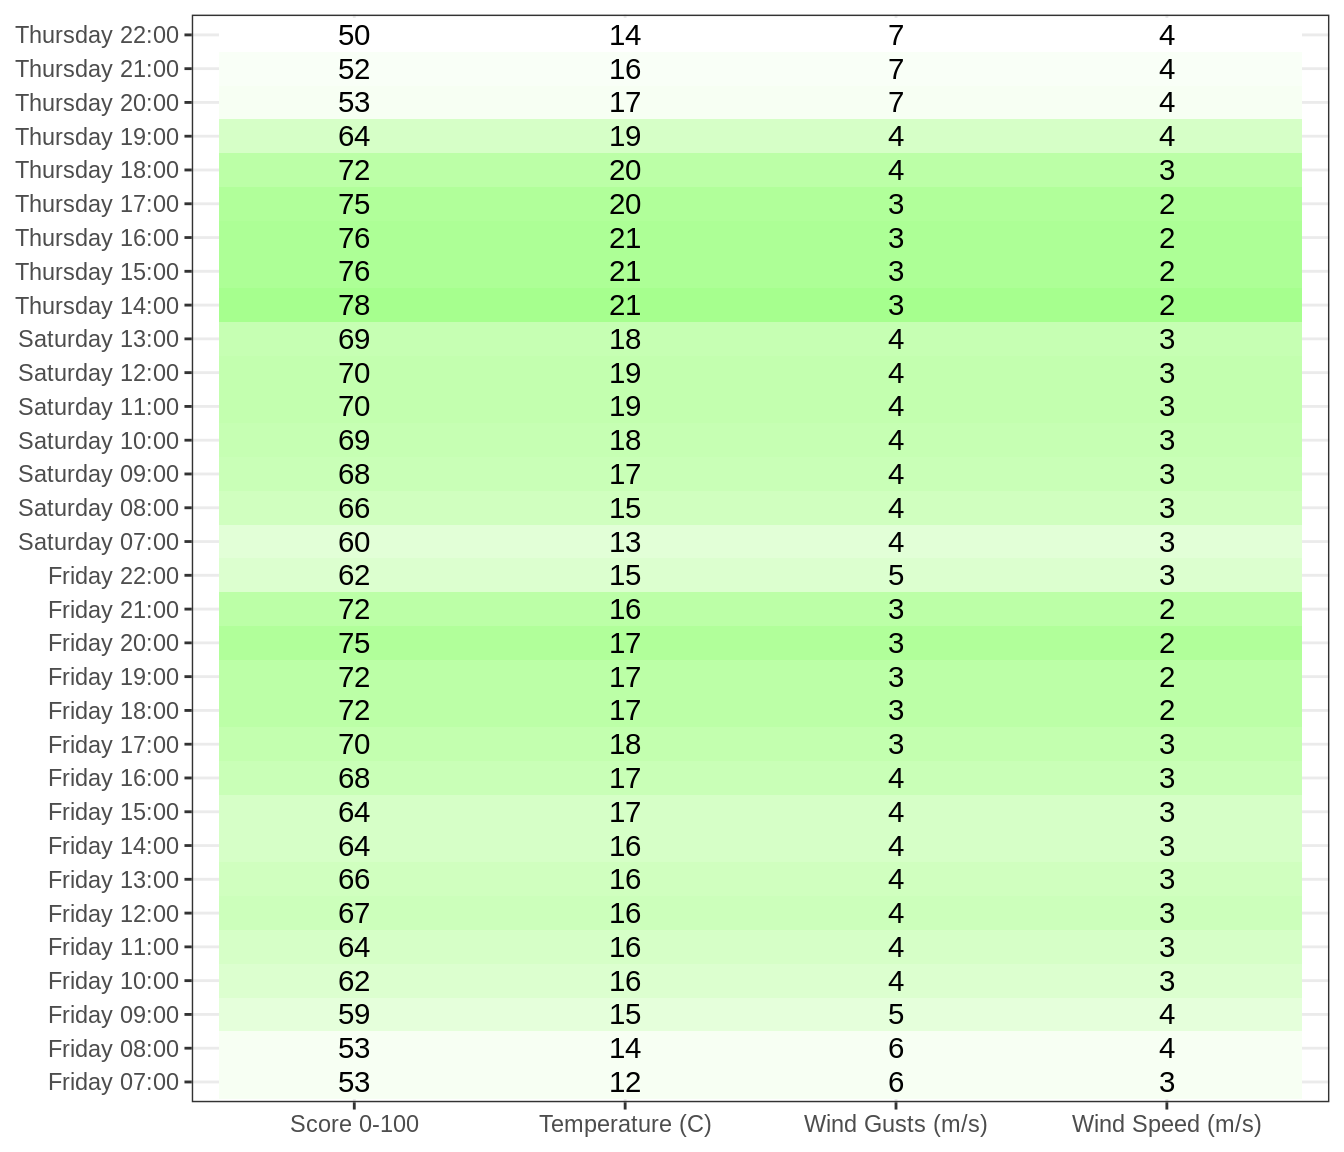 Thursday 22:00 50 14 7 4
Thursday 21:00 52 16 7 4
Thursday 20:00 53 17 7 4
Thursday 19:00 64 19 4 4
Thursday 18:00 72 20 4 3
Thursday 17:00 75 20 3 2
Thursday 16:00 76 21 3 2
Thursday 15:00 76 21 3 2
Thursday 14:00 78 21 3 2
Saturday 13:00 69 18 4 3
Saturday 12:00 70 19 4 3
Saturday 11:00 70 19 4 3
Saturday 10:00 69 18 4 3
Saturday 09:00 68 17 4 3
Saturday 08:00 66 15 4 3
Saturday 07:00 60 13 4 3
Friday 22:00 62 15 5 3
Friday 21:00 72 16 3 2
Friday 20:00 75 17 3 2
Friday 19:00 72 17 3 2
Friday 18:00 72 17 3 2
Friday 17:00 70 18 3 3
Friday 16:00 68 17 4 3
Friday 15:00 64 17 4 3
Friday 14:00 64 16 4 3
Friday 13:00 66 16 4 3
Friday 12:00 67 16 4 3
Friday 11:00 64 16 4 3
Friday 10:00 62 16 4 3
Friday 09:00 59 15 5 4
Friday 08:00 53 14 6 4
Friday 07:00 53 12 6 3
Score 0-100 Temperature (C) Wind Gusts (m/s) Wind Speed (m/s)